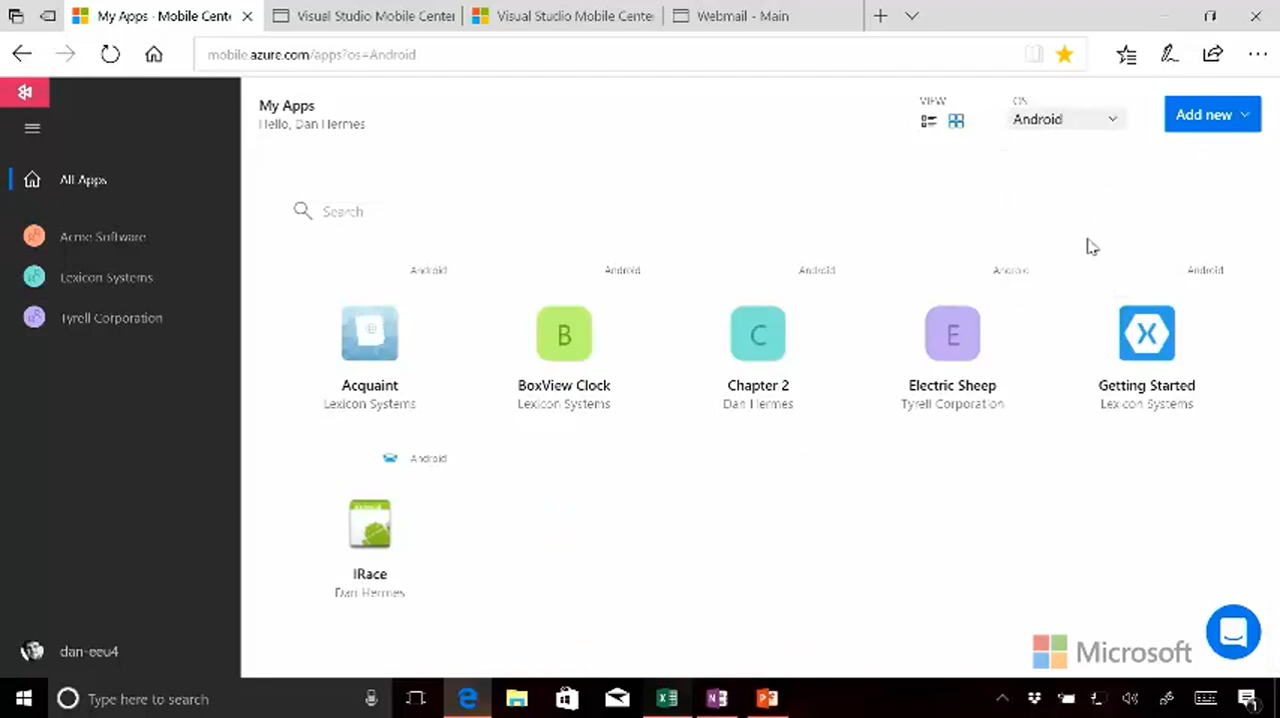 My Apps - Mobile Cent
Visual Studio Mobile Center
Visual Studio Mobile Cente
Webmail - Main
mobile.azure.com/apps?os=Android
My Apps
Hello, Dan Hermes
VIEW
OS
Android
Add new
All Apps
Acme Software
Lexicon Systems
Tyrell Corporation
Search
Android
Android
Android
Android
Android
B
C
E
X
Acquaint
BoxView Clock
Chapter 2
Electric Sheep
Getting Started
Lexicon Systems
Lexicon Systems
Dan Hermes
Tyrell Corporation
Lexicon Systems
Android
IRace
Dan Hermes
dan-eeu4
Microsoft
Type here to search